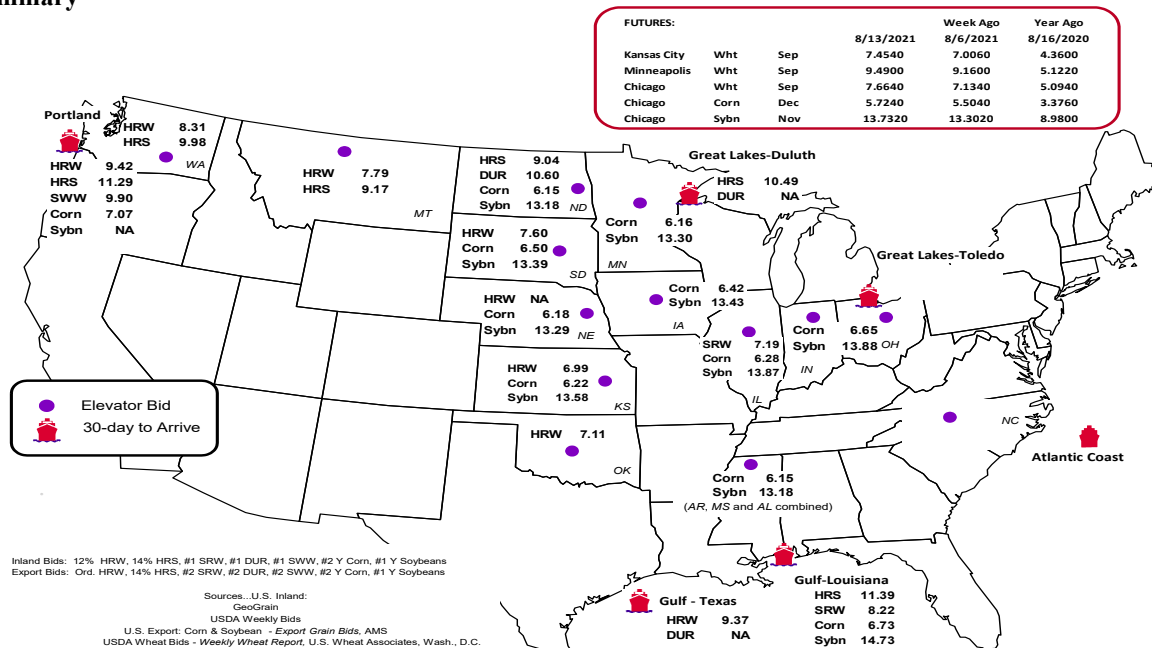 FUTURES: Week Ago Year Ago
8/13/2021 8/6/2021 8/16/2020
Kansas City Wht Sep 7.4540 7.0060 4.3600
Minneapolis Wht Sep 9.4900 9.1600 5.1220
Chicago Wht Sep 7.6640 7.1340 5.0940
Chicago Corn Dec 5.7240 5.5040 3.3760
Chicago Sybn Nov 13.7320 13.3020 8.9800
Portland
HRW 8.31
HRS 9.98
WA
HRW 9.42
HRS 11.29
SWW 9.90
Corn 7.07
Sybn NA
HRW 7.79
HRS 9.17
MT
HRS 9.04
DUR 10.60
Corn 6.15
Sybn 13.18
ND
HRW 7.60
Corn 6.50
Sybn 13.39
SD
HRW NA
Corn 6.18
Sybn 13.29
NE
HRW 6.99
Corn 6.22
Sybn 13.58
KS
HRW 7.11
OK
Great Lakes-Duluth
HRS 10.49
DUR NA
Corn 6.16
Sybn 13.30
MN
Corn 6.42
Sybn 13.43
IA
SRW 7.19
Corn 6.28
Sybn 13.87
IL
Great Lakes-Toledo
Corn 6.65
Sybn 13.88
OH
IN
NC
Atlantic Coast
Corn 6.15
Sybn 13.18
(AR, MS and AL combined)
Elevator Bid
30-day to Arrive
Gulf-Louisiana
HRS 11.39
SRW 8.22
Corn 6.73
Sybn 14.73
Gulf - Texas
HRW 9.37
DUR NA
Inland Bids: 12% HRW, 14% HRS, #1 SRW, #1 DUR, #1 SWW, #2 Y Corn, #1 Y Soybeans
Export Bids: Ord. HRW, 14% HRS, #2 SRW, #2 DUR, #2 SWW, #2 Y Corn, #1 Y Soybeans
Sources...U.S. Inland:
GeoGrain
USDA Weekly Bids
U.S. Export: Corn & Soybean - Export Grain Bids, AMS
USDA Wheat Bids - Weekly Wheat Report, U.S. Wheat Associates, Wash., D.C.